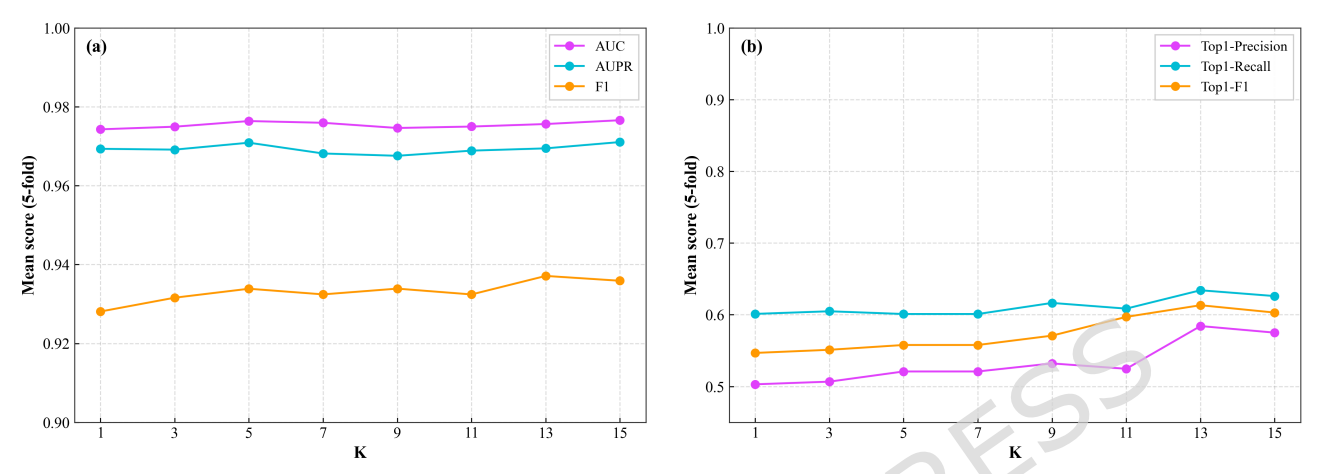 (a)
AUC
AUPR
F1
1.00
0.98
0.96
0.94
0.92
0.90
Mean score (5-fold)
1 3 5 7 9 11 13 15
K
(b)
Top1-Precision
Top1-Recall
Top1-F1
1.0
0.9
0.8
0.7
0.6
0.5
Mean score (5-fold)
1 3 5 7 9 11 13 15
K
RESS